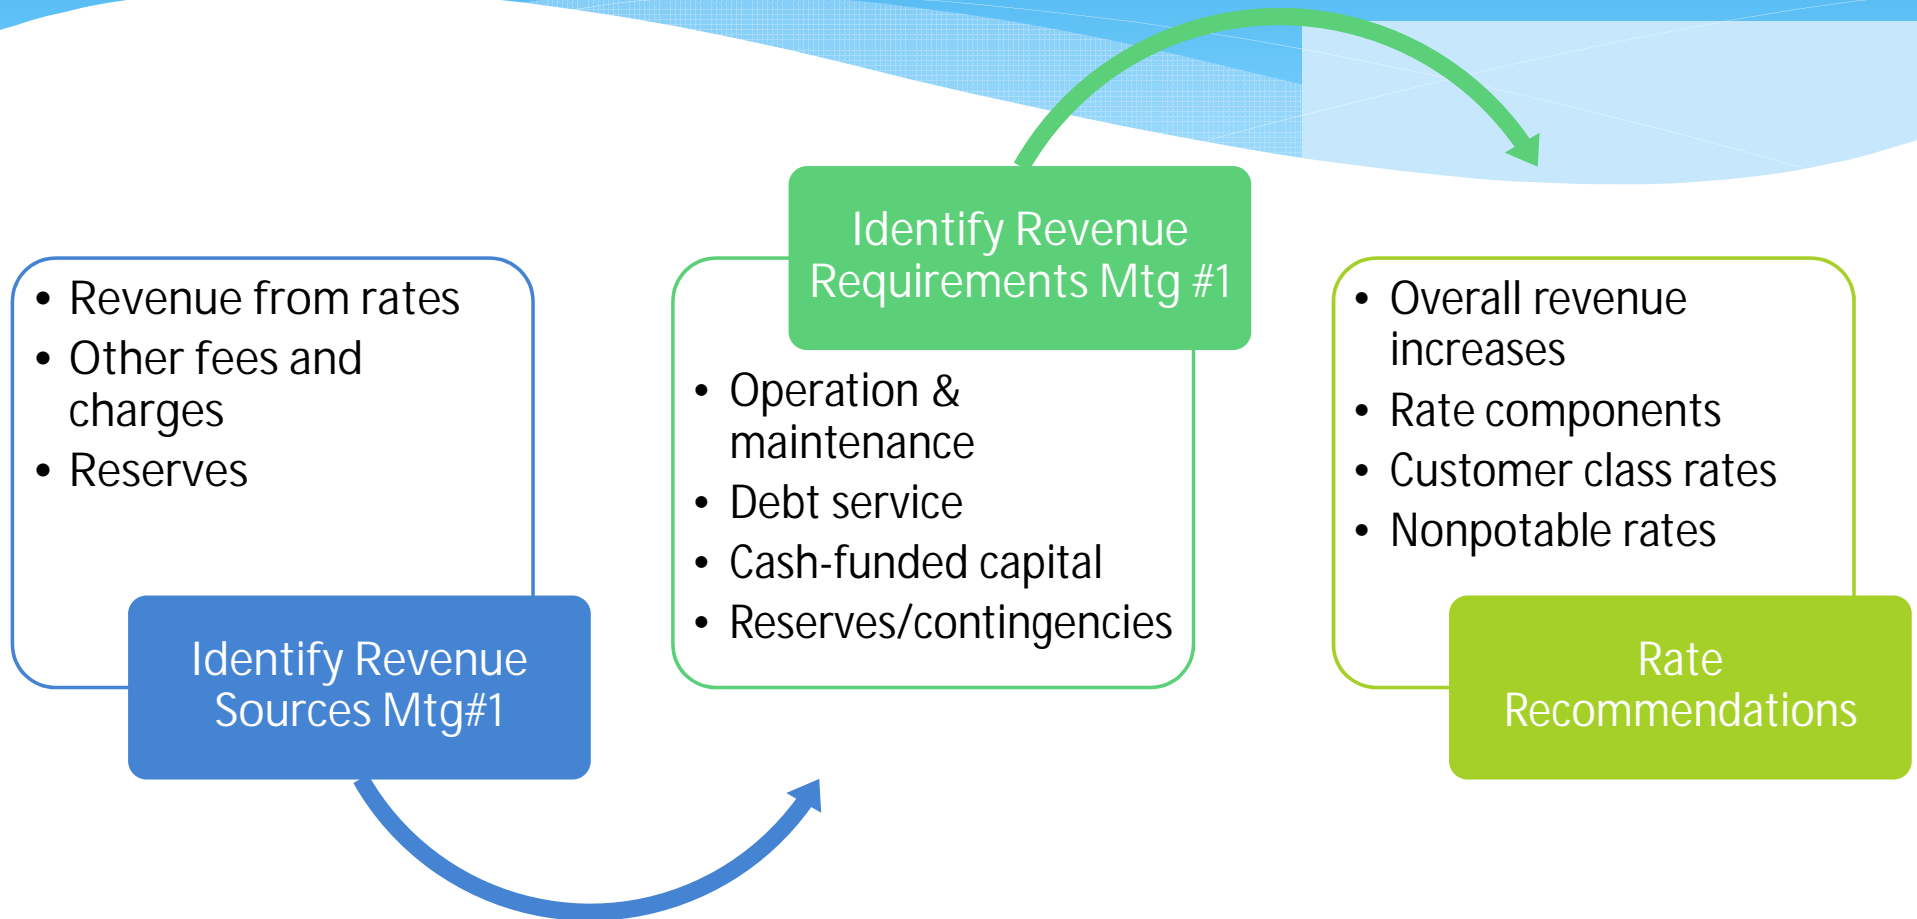 • Revenue from rates
• Other fees and
charges
• Reserves
Identify Revenue
Sources Mtg#1
Identify Revenue
Requirements Mtg #1
• Operation &
maintenance
• Debt service
• Cash-funded capital
• Reserves/contingencies
• Overall revenue
increases
• Rate components
• Customer class rates
• Nonpotable rates
Rate
Recommendations